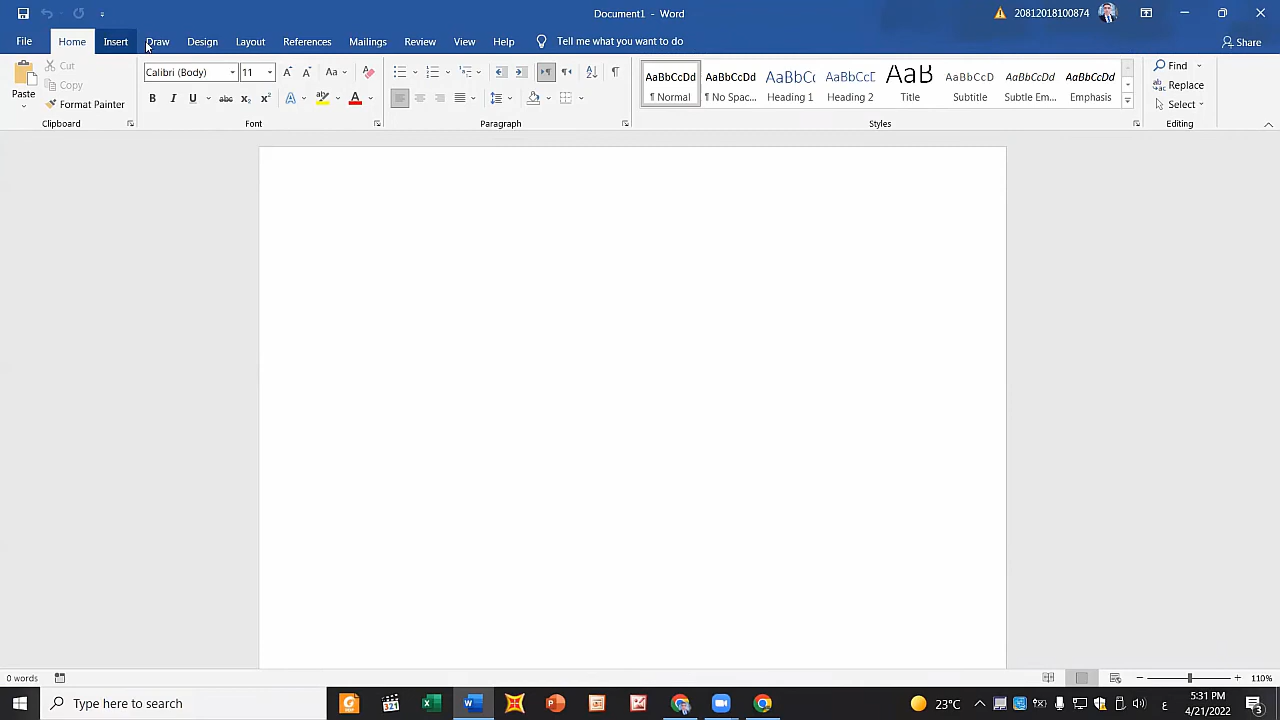 Document1 - Word
20812018100874
File Home Insert Draw Design Layout References Mailings Review View Help Tell me what you want to do Share
Paste
Cut
Copy
Format Painter
Clipboard
Calibri (Body) 11
Font
Paragraph
AaBbCcDd AaBbCcDd AaBbCc AaBbCcD AaB AaBbCcD AaBbCcDd AaBbCcDd
¶ Normal ¶ No Spac... Heading 1 Heading 2 Title Subtitle Subtle Em... Emphasis
Styles
Find
Replace
Select
Editing
0 words
110%
Type here to search
23°C
5:31 PM
4/21/2022